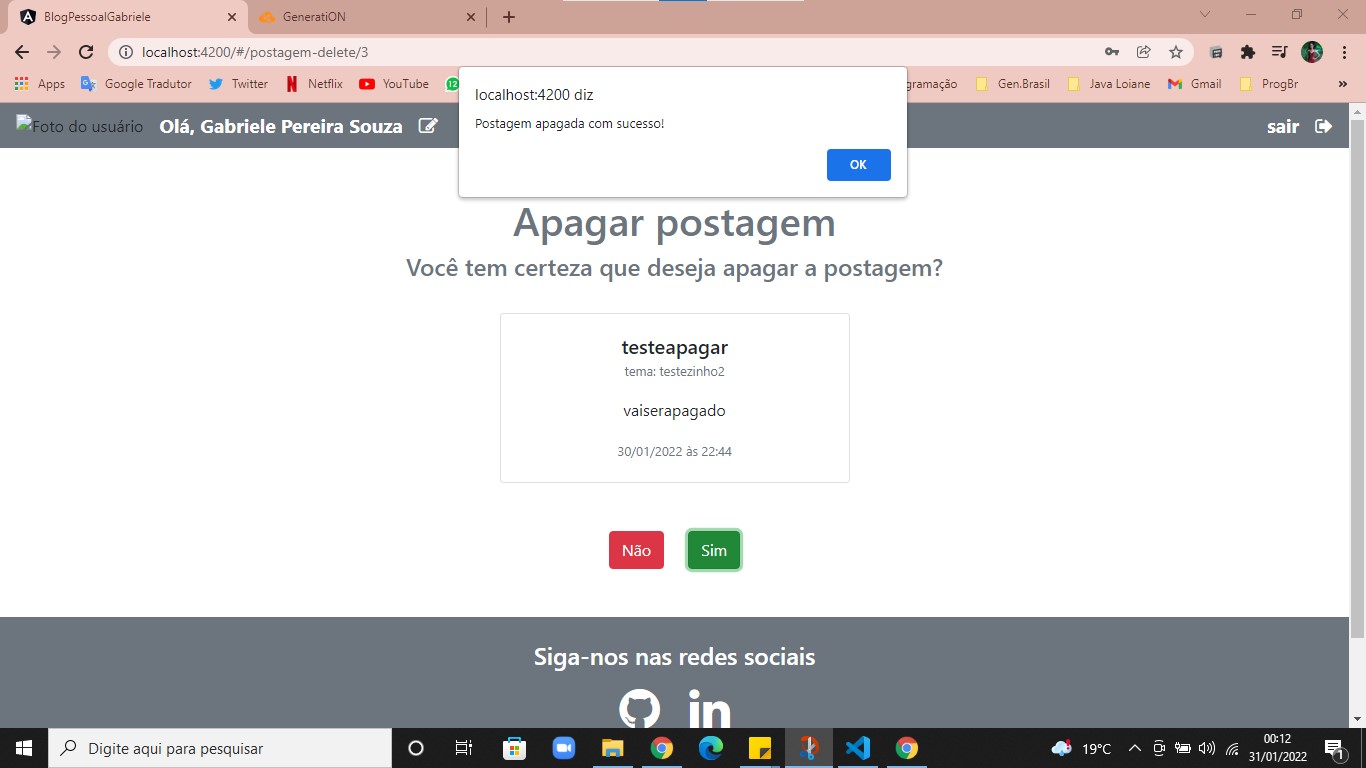 BlogPessoalGabriele
GeneratiON
localhost:4200/#/postagem-delete/3
Apps Google Tradutor Twitter Netflix YouTube 12 gramação Gen.Brasil Java Loiane Gmail ProgBr »
localhost:4200 diz
Postagem apagada com sucesso!
OK
Foto do usuário Olá, Gabriele Pereira Souza sair
Apagar postagem
Você tem certeza que deseja apagar a postagem?
testeapagar
tema: testezinho2
vaiserapagado
30/01/2022 às 22:44
Não Sim
Siga-nos nas redes sociais
in
Digite aqui para pesquisar
19°C
00:12
31/01/2022
1